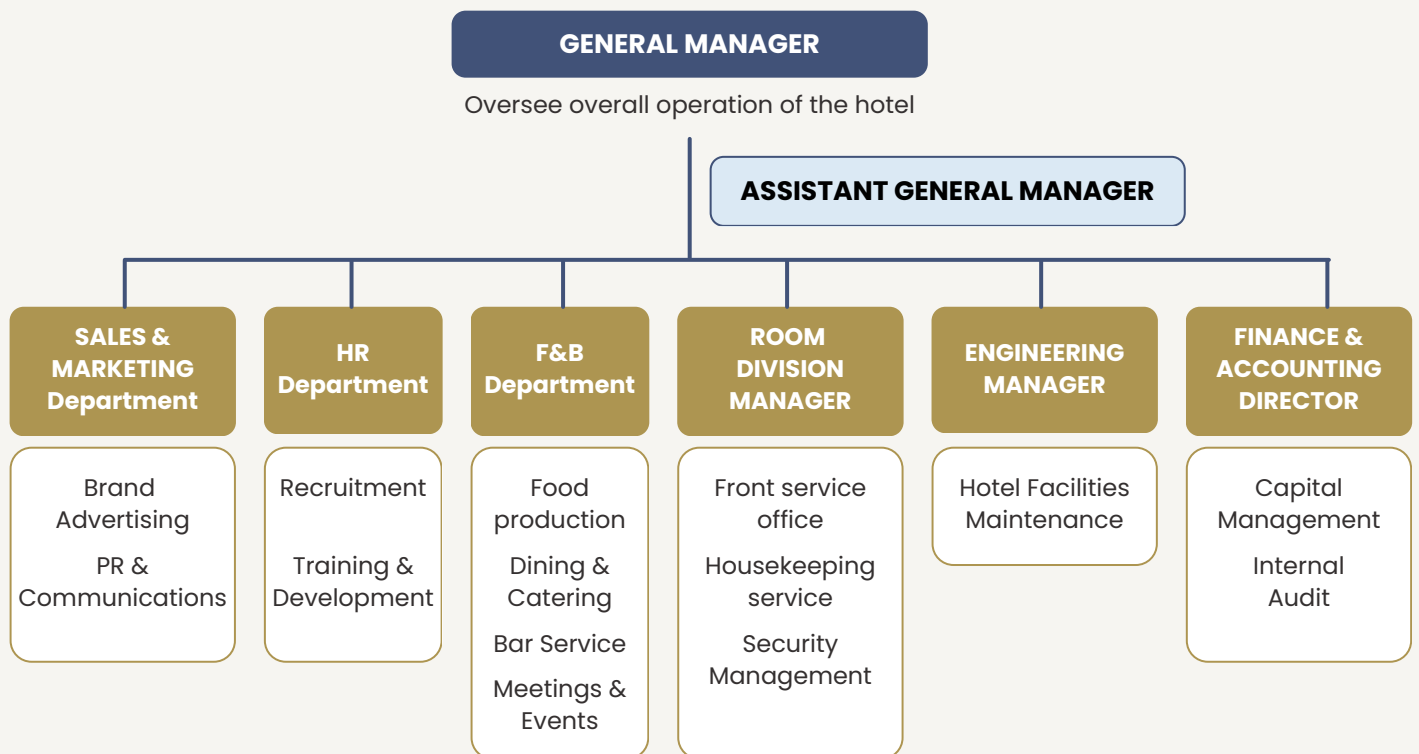 GENERAL MANAGER
Oversee overall operation of the hotel
ASSISTANT GENERAL MANAGER
SALES &
MARKETING
Department
Brand
Advertising
PR &
Communications
HR
Department
Recruitment
Training &
Development
F&B
Department
Food
production
Dining &
Catering
Bar Service
Meetings &
Events
ROOM
DIVISION
MANAGER
Front service
office
Housekeeping
service
Security
Management
ENGINEERING
MANAGER
Hotel Facilities
Maintenance
FINANCE &
ACCOUNTING
DIRECTOR
Capital
Management
Internal
Audit